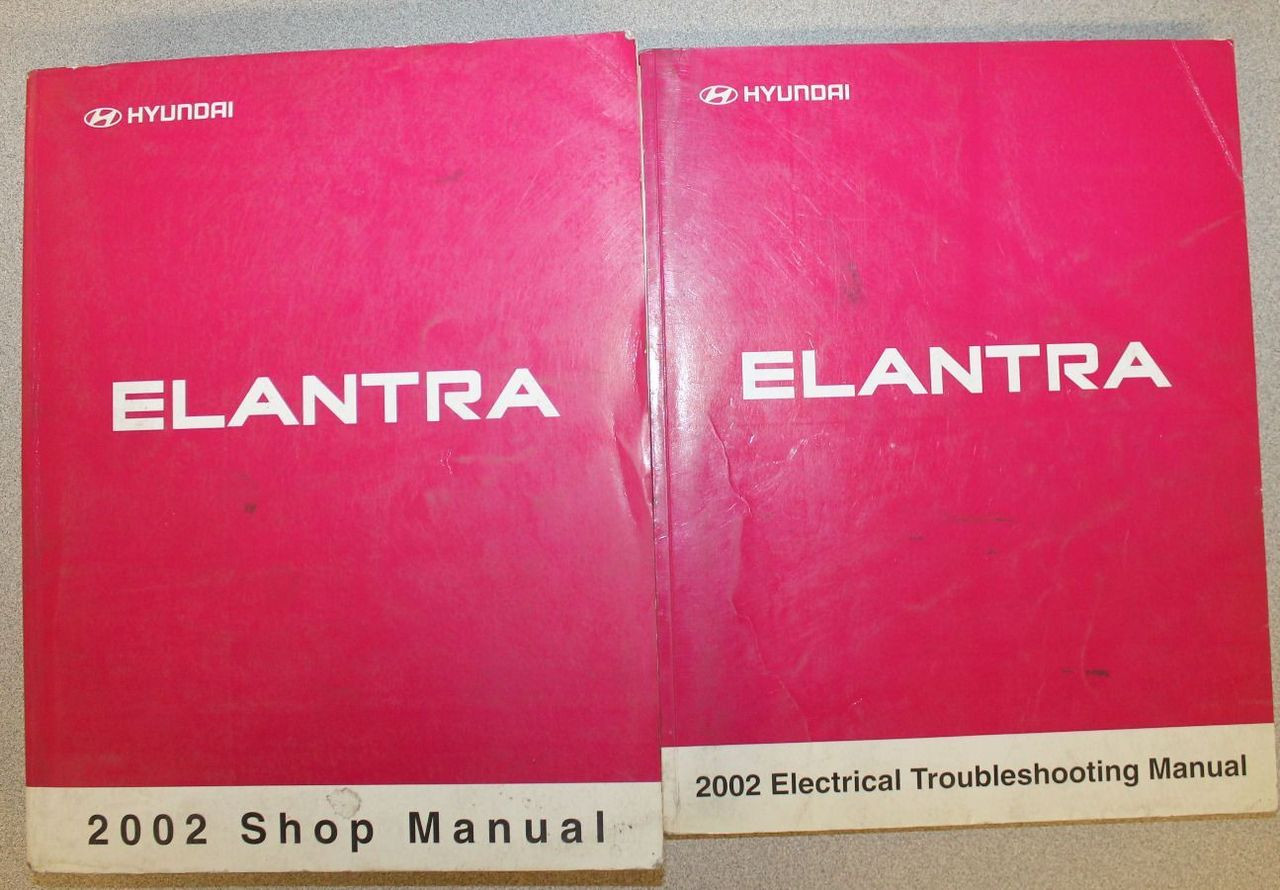 HYUNDAI
ELANTRA
2002 Shop Manual
HYUNDAI
ELANTRA
2002 Electrical Troubleshooting Manual